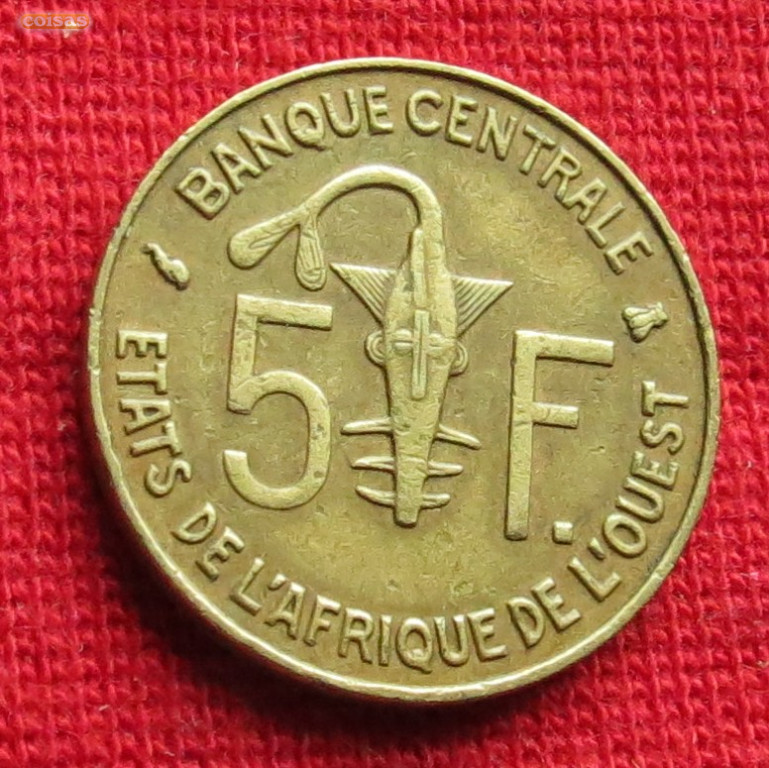 coisas
BANQUE CENTRALE
5 F.
ETATS DE L'AFRIQUE DE L'OUEST